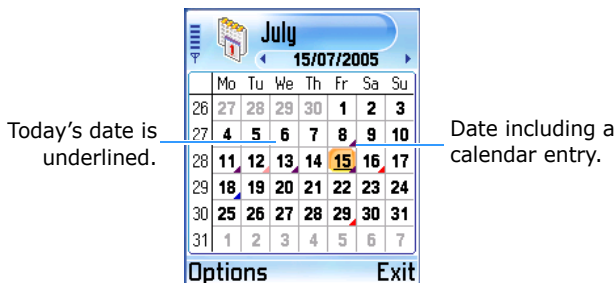 July
15/07/2005
Mo Tu We Th Fr Sa Su
26 27 28 29 30 1 2 3
27 4 5 6 7 8 9 10
28 11 12 13 14 15 16 17
29 18 19 20 21 22 23 24
30 25 26 27 28 29 30 31
31 1 2 3 4 5 6 7
Options Exit
Today's date is
underlined.
Date including a
calendar entry.
1